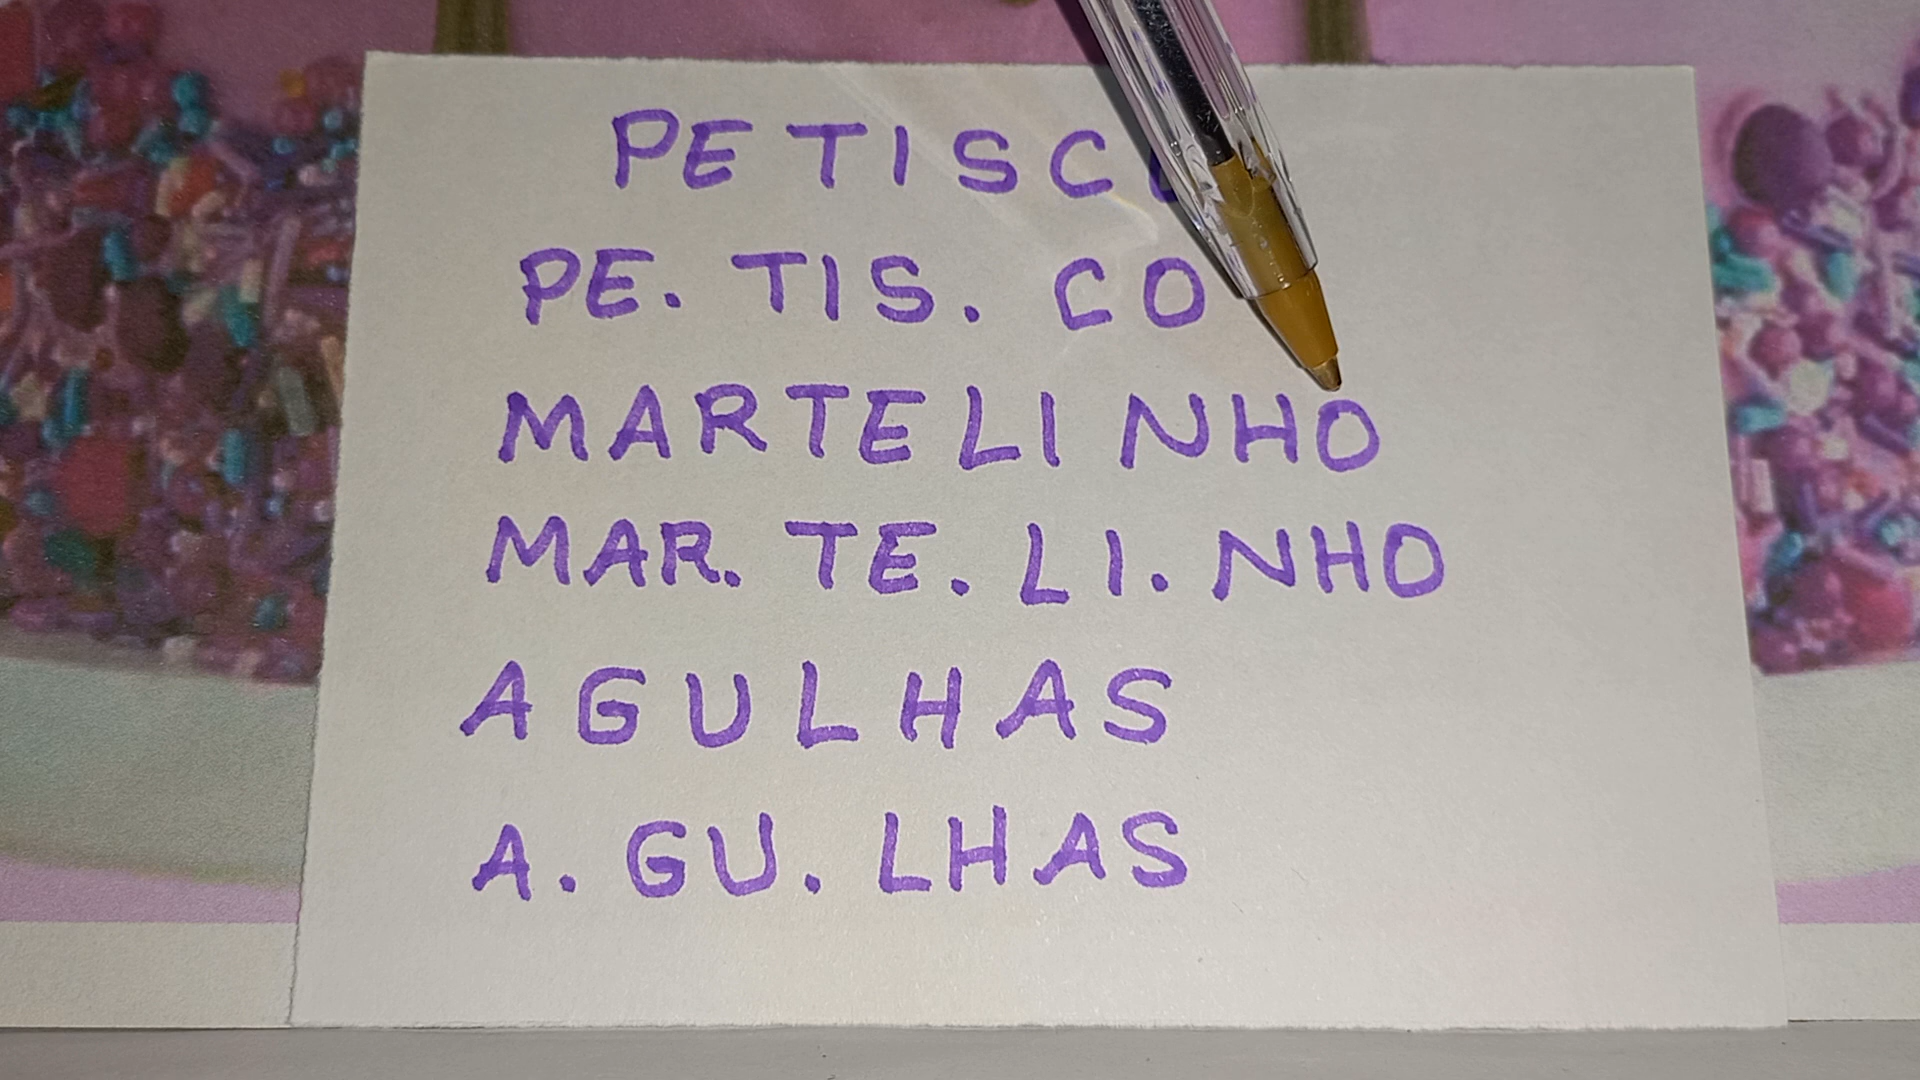 PETISCO
PE. TIS. CO
MARTELINHO
MAR. TE. LI. NHO
AGULHAS
A. GU. LHAS